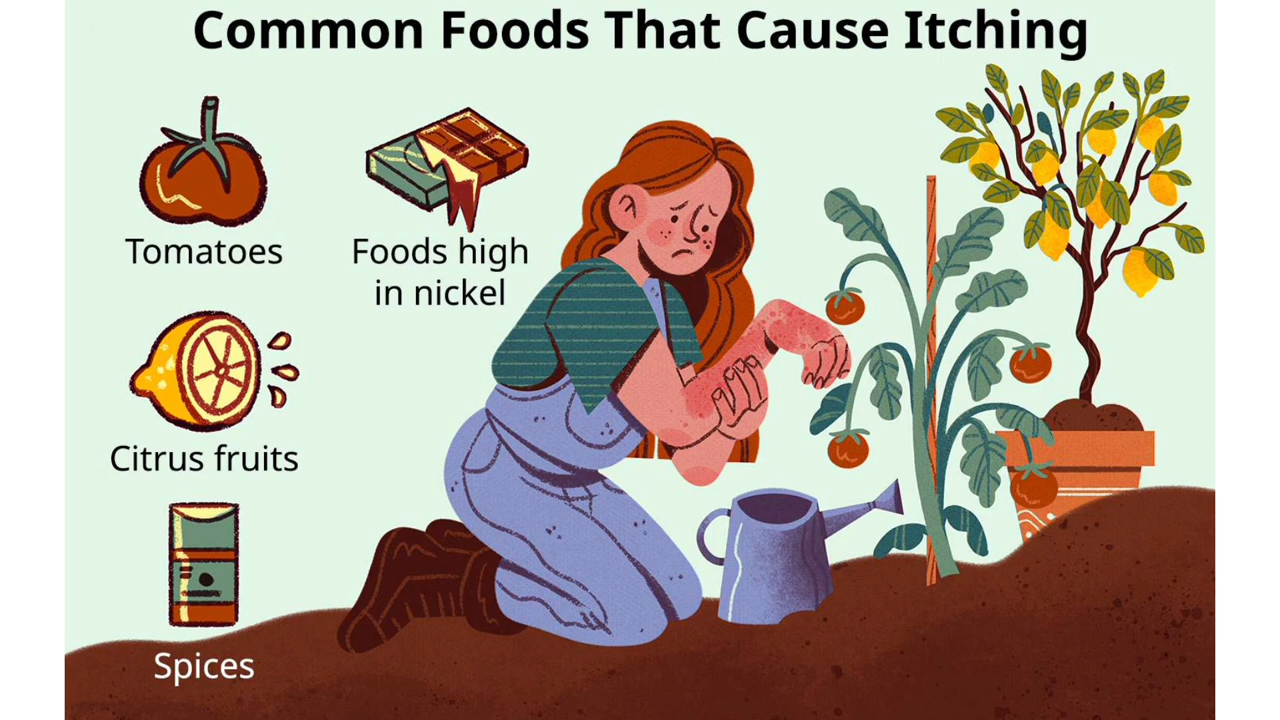 Common Foods That Cause Itching
Tomatoes
Foods high
in nickel
Citrus fruits
Spices